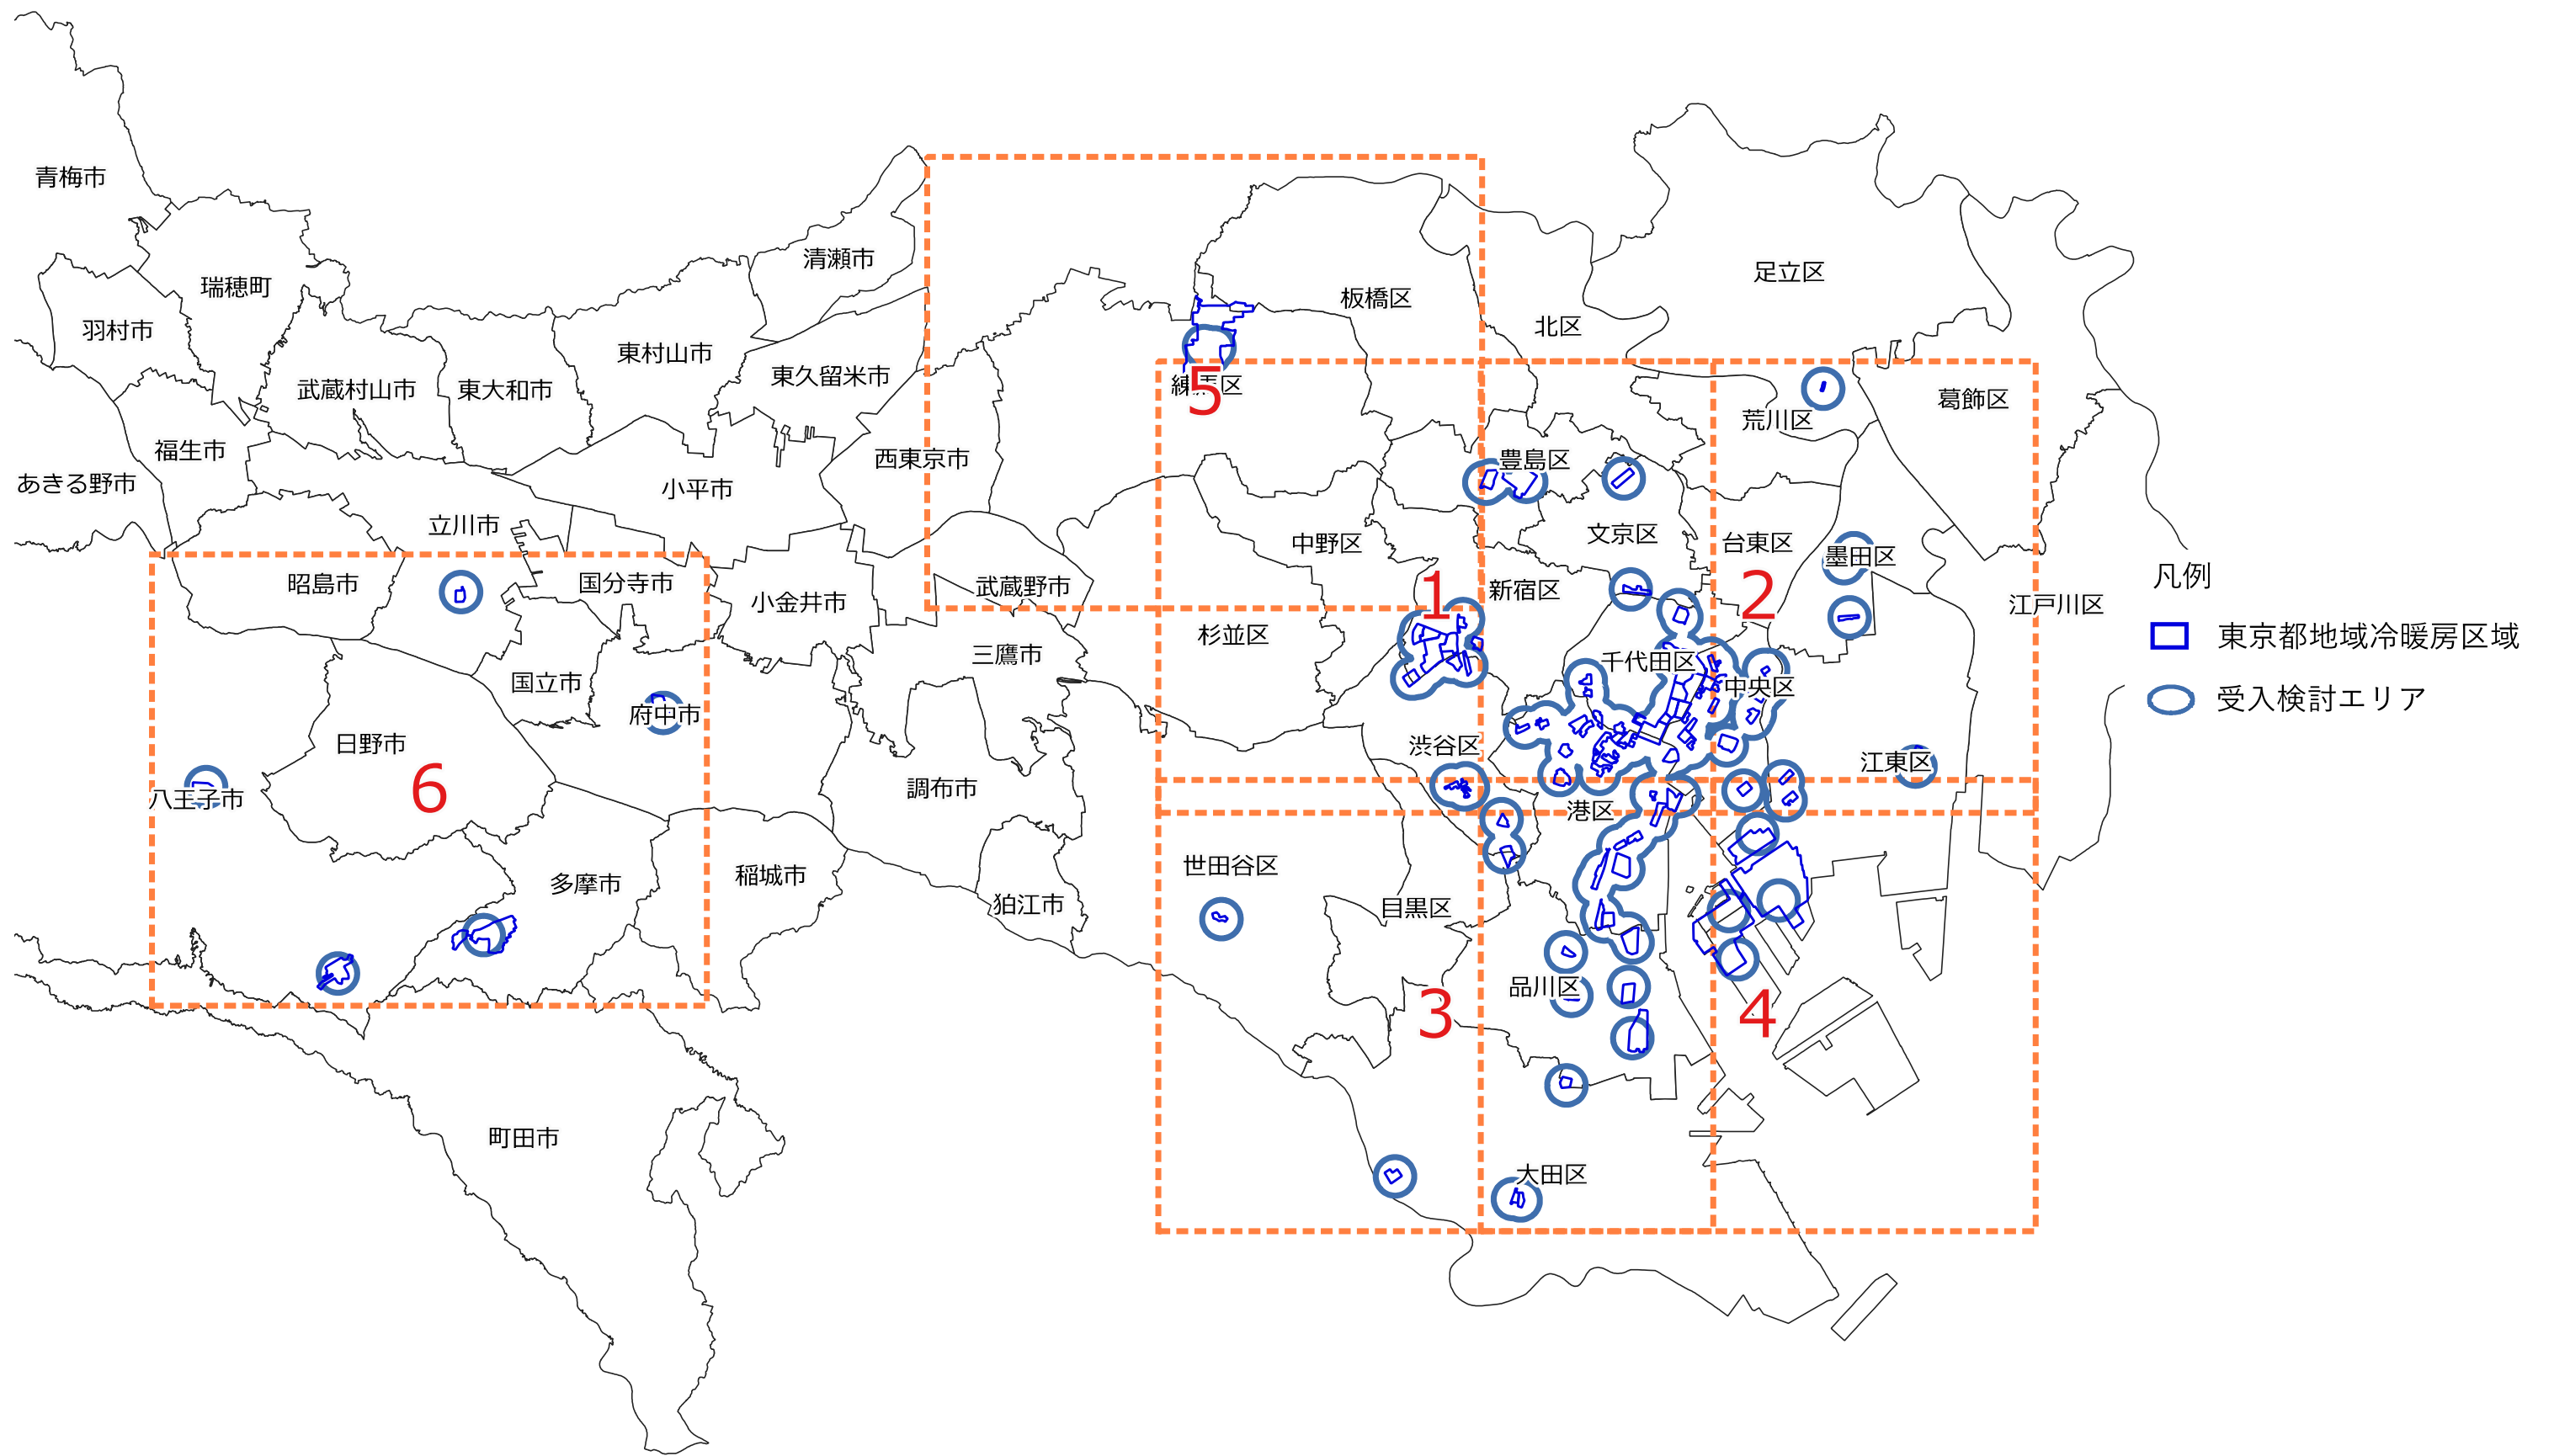 青梅市
清瀬市
足立区
瑞穂町
板橋区
北区
羽村市
東村山市
東久留米市
武蔵村山市
東大和市
練馬区
5
葛飾区
荒川区
福生市
西東京市
豊島区
あきる野市
小平市
立川市
文京区
中野区
台東区
墨田区
昭島市
国分寺市
武蔵野市
1
新宿区
2
小金井市
江戸川区
杉並区
三鷹市
千代田区
国立市
中央区
府中市
日野市
渋谷区
江東区
6
八王子市
調布市
港区
世田谷区
多摩市
稲城市
狛江市
目黒区
品川区
3
4
町田市
大田区
凡例
東京都地域冷暖房区域
受入検討エリア